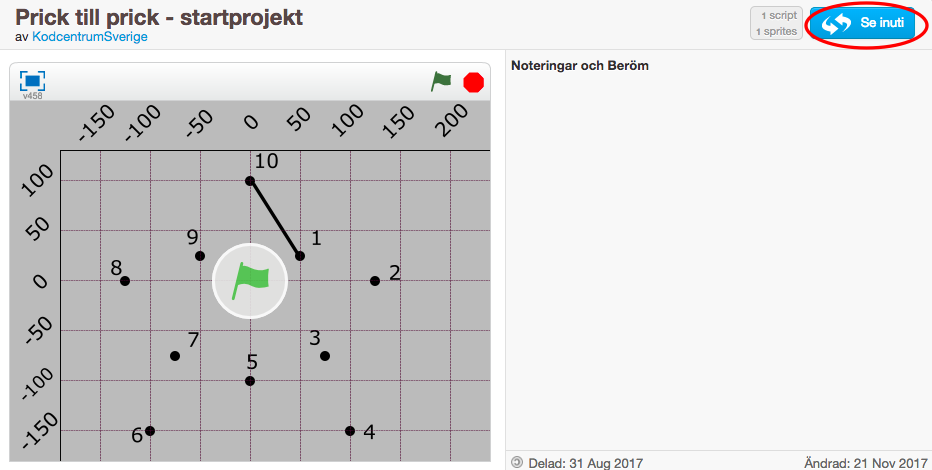 Prick till prick - startprojekt
av KodcentrumSverige
1 script
1 sprites
Se inuti
v458
-150 -100 -50 0 50 100 150 200
100
50
0
-50
-100
-150
10
9
1
8
2
7
3
5
6
4
Noteringar och Beröm
Delad: 31 Aug 2017
Ändrad: 21 Nov 2017